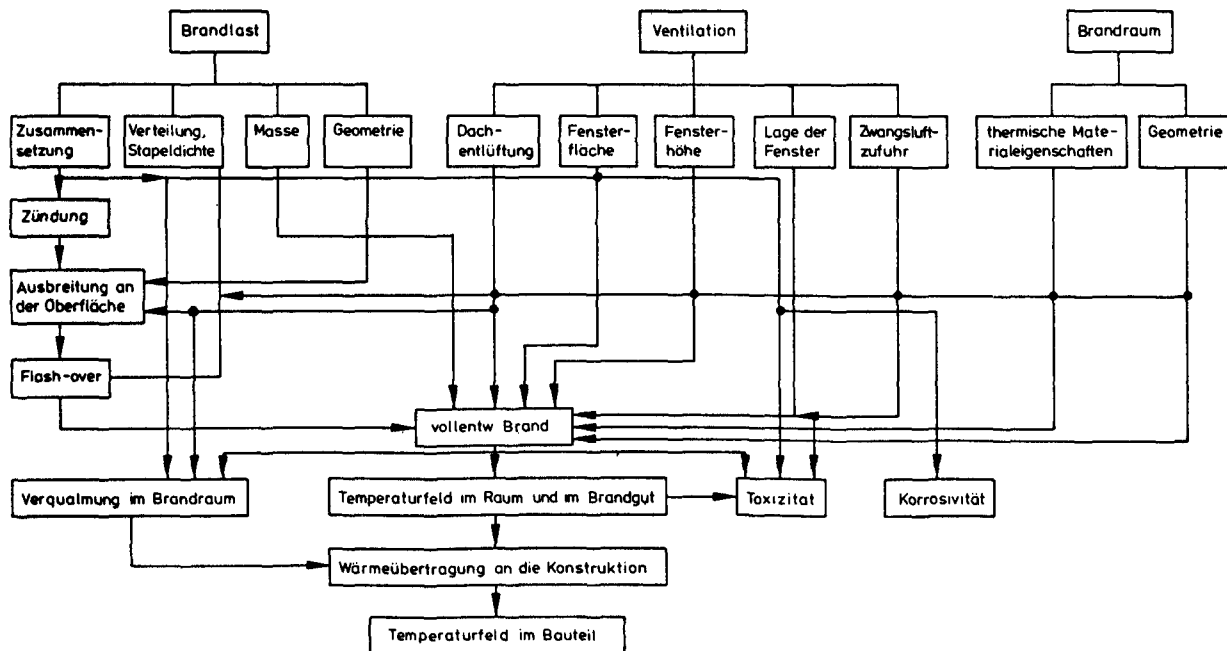 Brandlast
Ventilation
Brandraum
Zusammen-
setzung
Verteilung,
Stapeldichte
Masse
Geometrie
Dach-
entlüftung
Fenster-
fläche
Fenster-
höhe
Lage der
Fenster
Zwangsluft-
zufuhr
thermische Mate-
rialeigenschaften
Geometrie
Zündung
Ausbreitung an
der Oberfläche
Flash-over
vollentw Brand
Verqualmung im Brandraum
Temperaturfeld im Raum und im Brandgut
Toxizitat
Korrosivität
Wärmeübertragung an die Konstruktion
Temperaturfeld im Bauteil